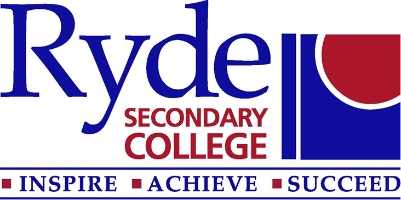 Ryde
SECONDARY
COLLEGE
INSPIRE ACHIEVE SUCCEED